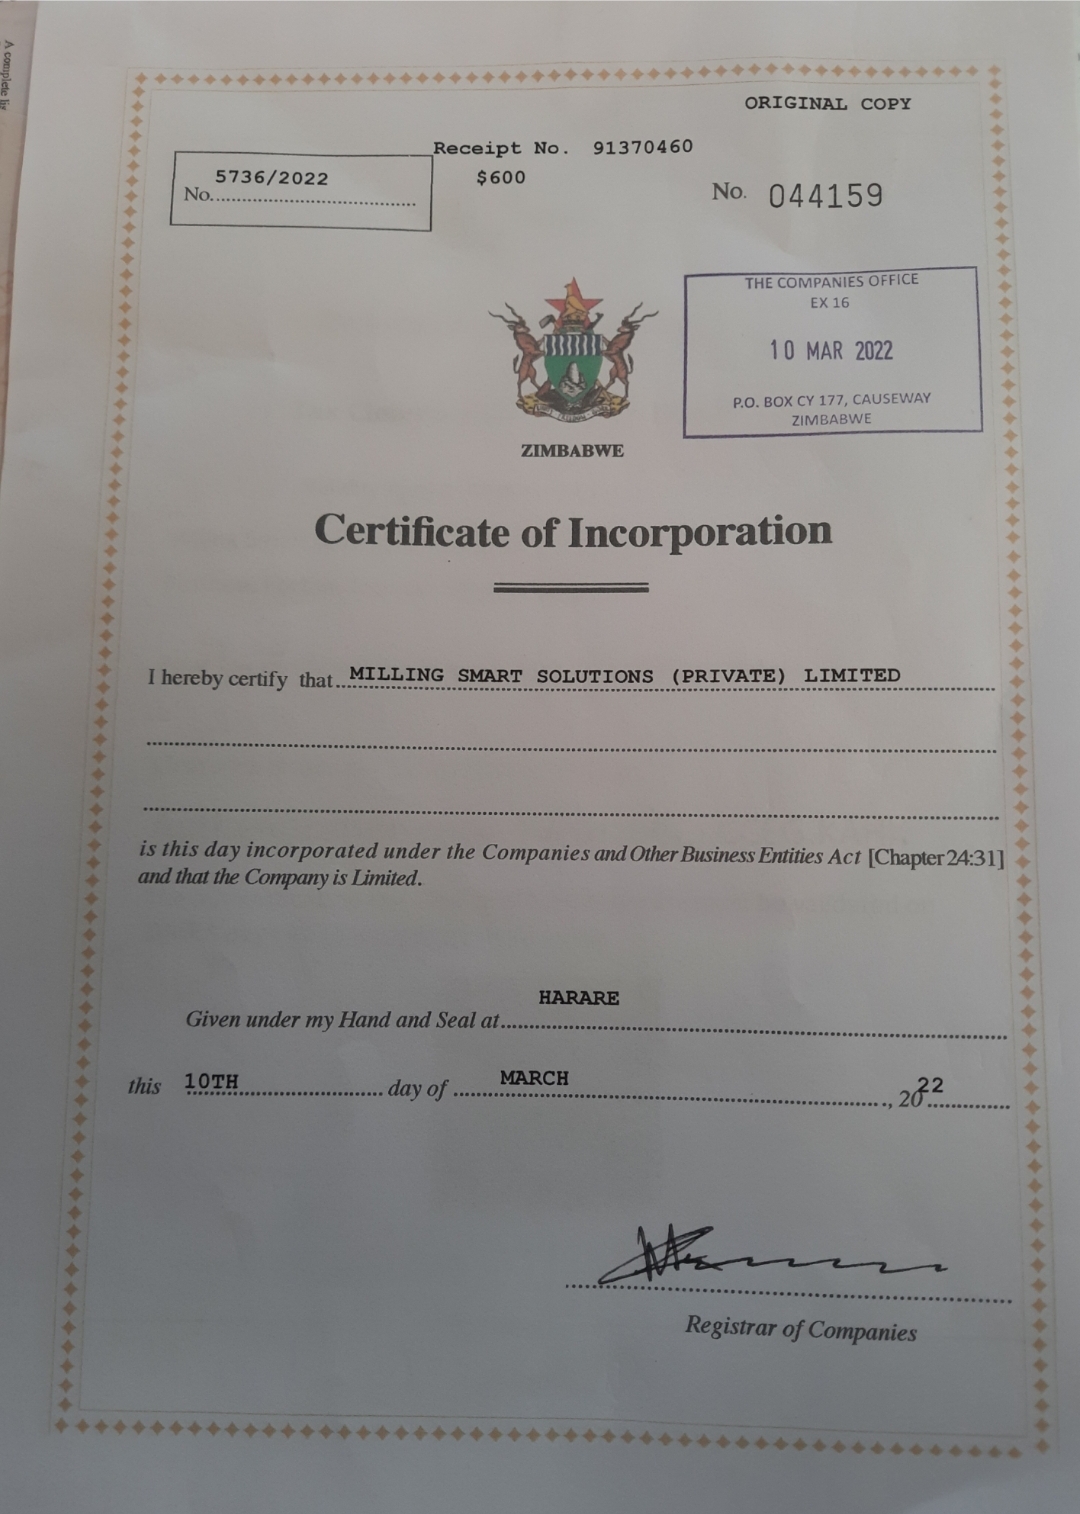 A complete
ORIGINAL COPY
Receipt No. 91370460
5736/2022
$600
No.
No. 044159
THE COMPANIES OFFICE
EX 16
10 MAR 2022
P.O. BOX CY 177, CAUSEWAY
ZIMBABWE
ZIMBABWE
Certificate of Incorporation
I hereby certify that MILLING SMART SOLUTIONS (PRIVATE) LIMITED
is this day incorporated under the Companies and Other Business Entities Act [Chapter 24:31]
and that the Company is Limited.
HARARE
Given under my Hand and Seal at
this 10TH day of MARCH, 2022
Registrar of Companies